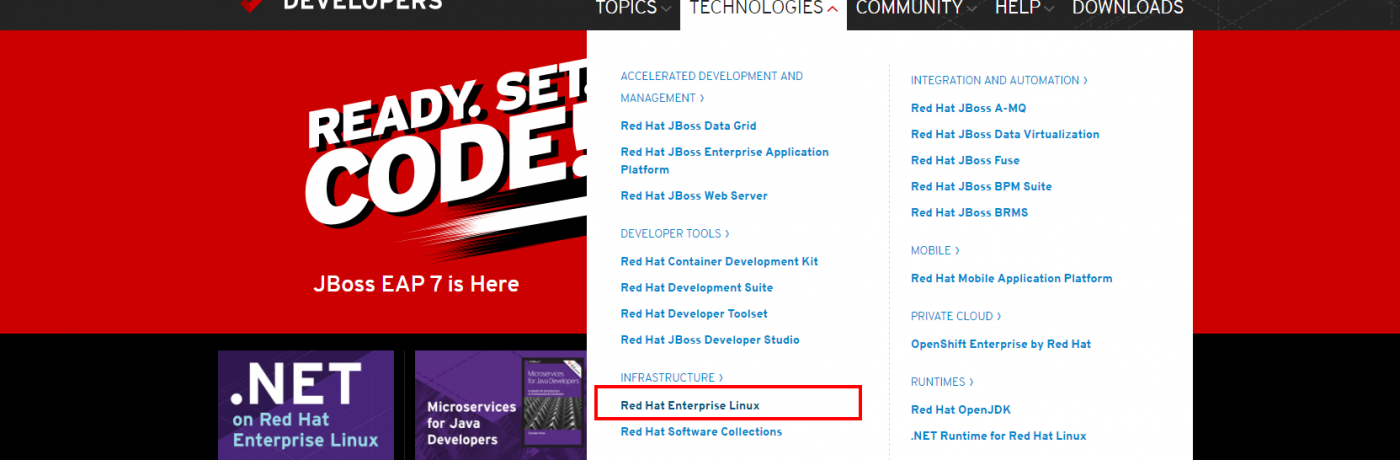 DEVELOPERS
TOPICS
TECHNOLOGIES
COMMUNITY
HELP
DOWNLOADS
READY. SET.
CODE!
JBoss EAP 7 is Here
ACCELERATED DEVELOPMENT AND
MANAGEMENT
Red Hat JBoss Data Grid
Red Hat JBoss Enterprise Application
Platform
Red Hat JBoss Web Server
DEVELOPER TOOLS
Red Hat Container Development Kit
Red Hat Development Suite
Red Hat Developer Toolset
Red Hat JBoss Developer Studio
INFRASTRUCTURE
Red Hat Enterprise Linux
Red Hat Software Collections
INTEGRATION AND AUTOMATION
Red Hat JBoss A-MQ
Red Hat JBoss Data Virtualization
Red Hat JBoss Fuse
Red Hat JBoss BPM Suite
Red Hat JBoss BRMS
MOBILE
Red Hat Mobile Application Platform
PRIVATE CLOUD
OpenShift Enterprise by Red Hat
RUNTIMES
Red Hat OpenJDK
.NET Runtime for Red Hat Linux
.NET
on Red Hat
Enterprise Linux
Microservices
for Java
Developers
Microservices
for Java Developers